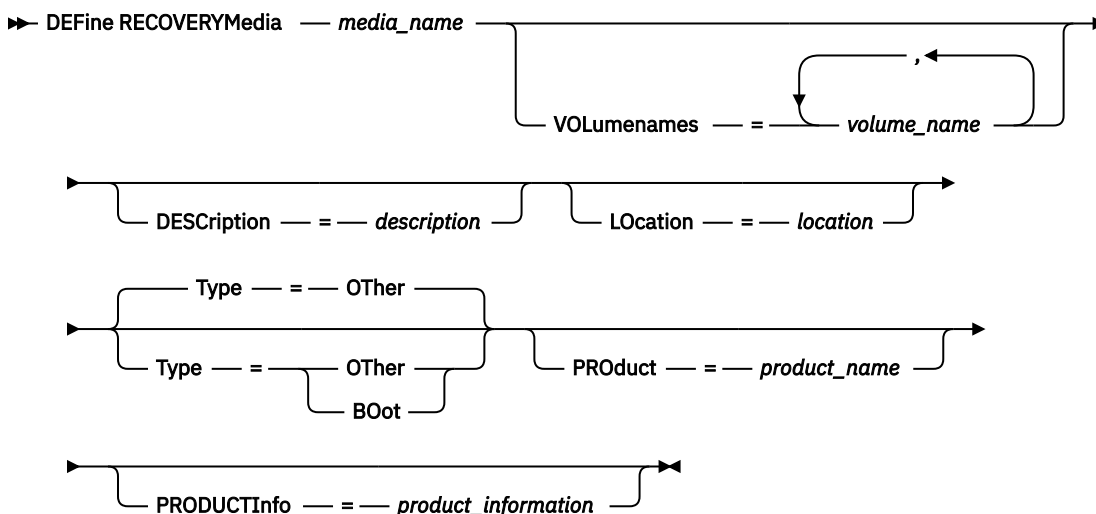 DEFine RECOVERYMedia media_name
,
VOLumenames = volume_name
DESCription = description LOcation = location
Type = OTher
Type = OTher PROduct = product_name
BOot
PRODUCTInfo = product_information